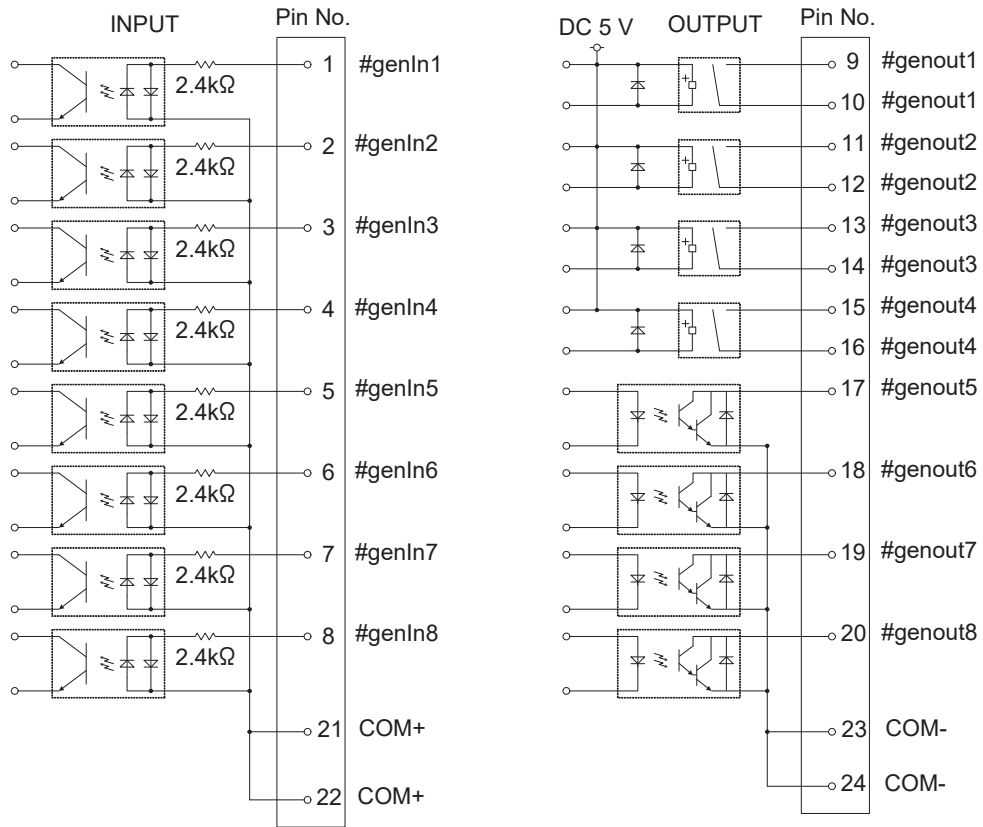 INPUT
Pin No.
2.4kΩ
1 #genIn1
2.4kΩ
2 #genIn2
2.4kΩ
3 #genIn3
2.4kΩ
4 #genIn4
2.4kΩ
5 #genIn5
2.4kΩ
6 #genIn6
2.4kΩ
7 #genIn7
2.4kΩ
8 #genIn8
21 COM+
22 COM+
DC 5 V
OUTPUT
Pin No.
+
9 #genout1
10 #genout1
+
11 #genout2
12 #genout2
+
13 #genout3
14 #genout3
+
15 #genout4
16 #genout4
17 #genout5
18 #genout6
19 #genout7
20 #genout8
23 COM-
24 COM-